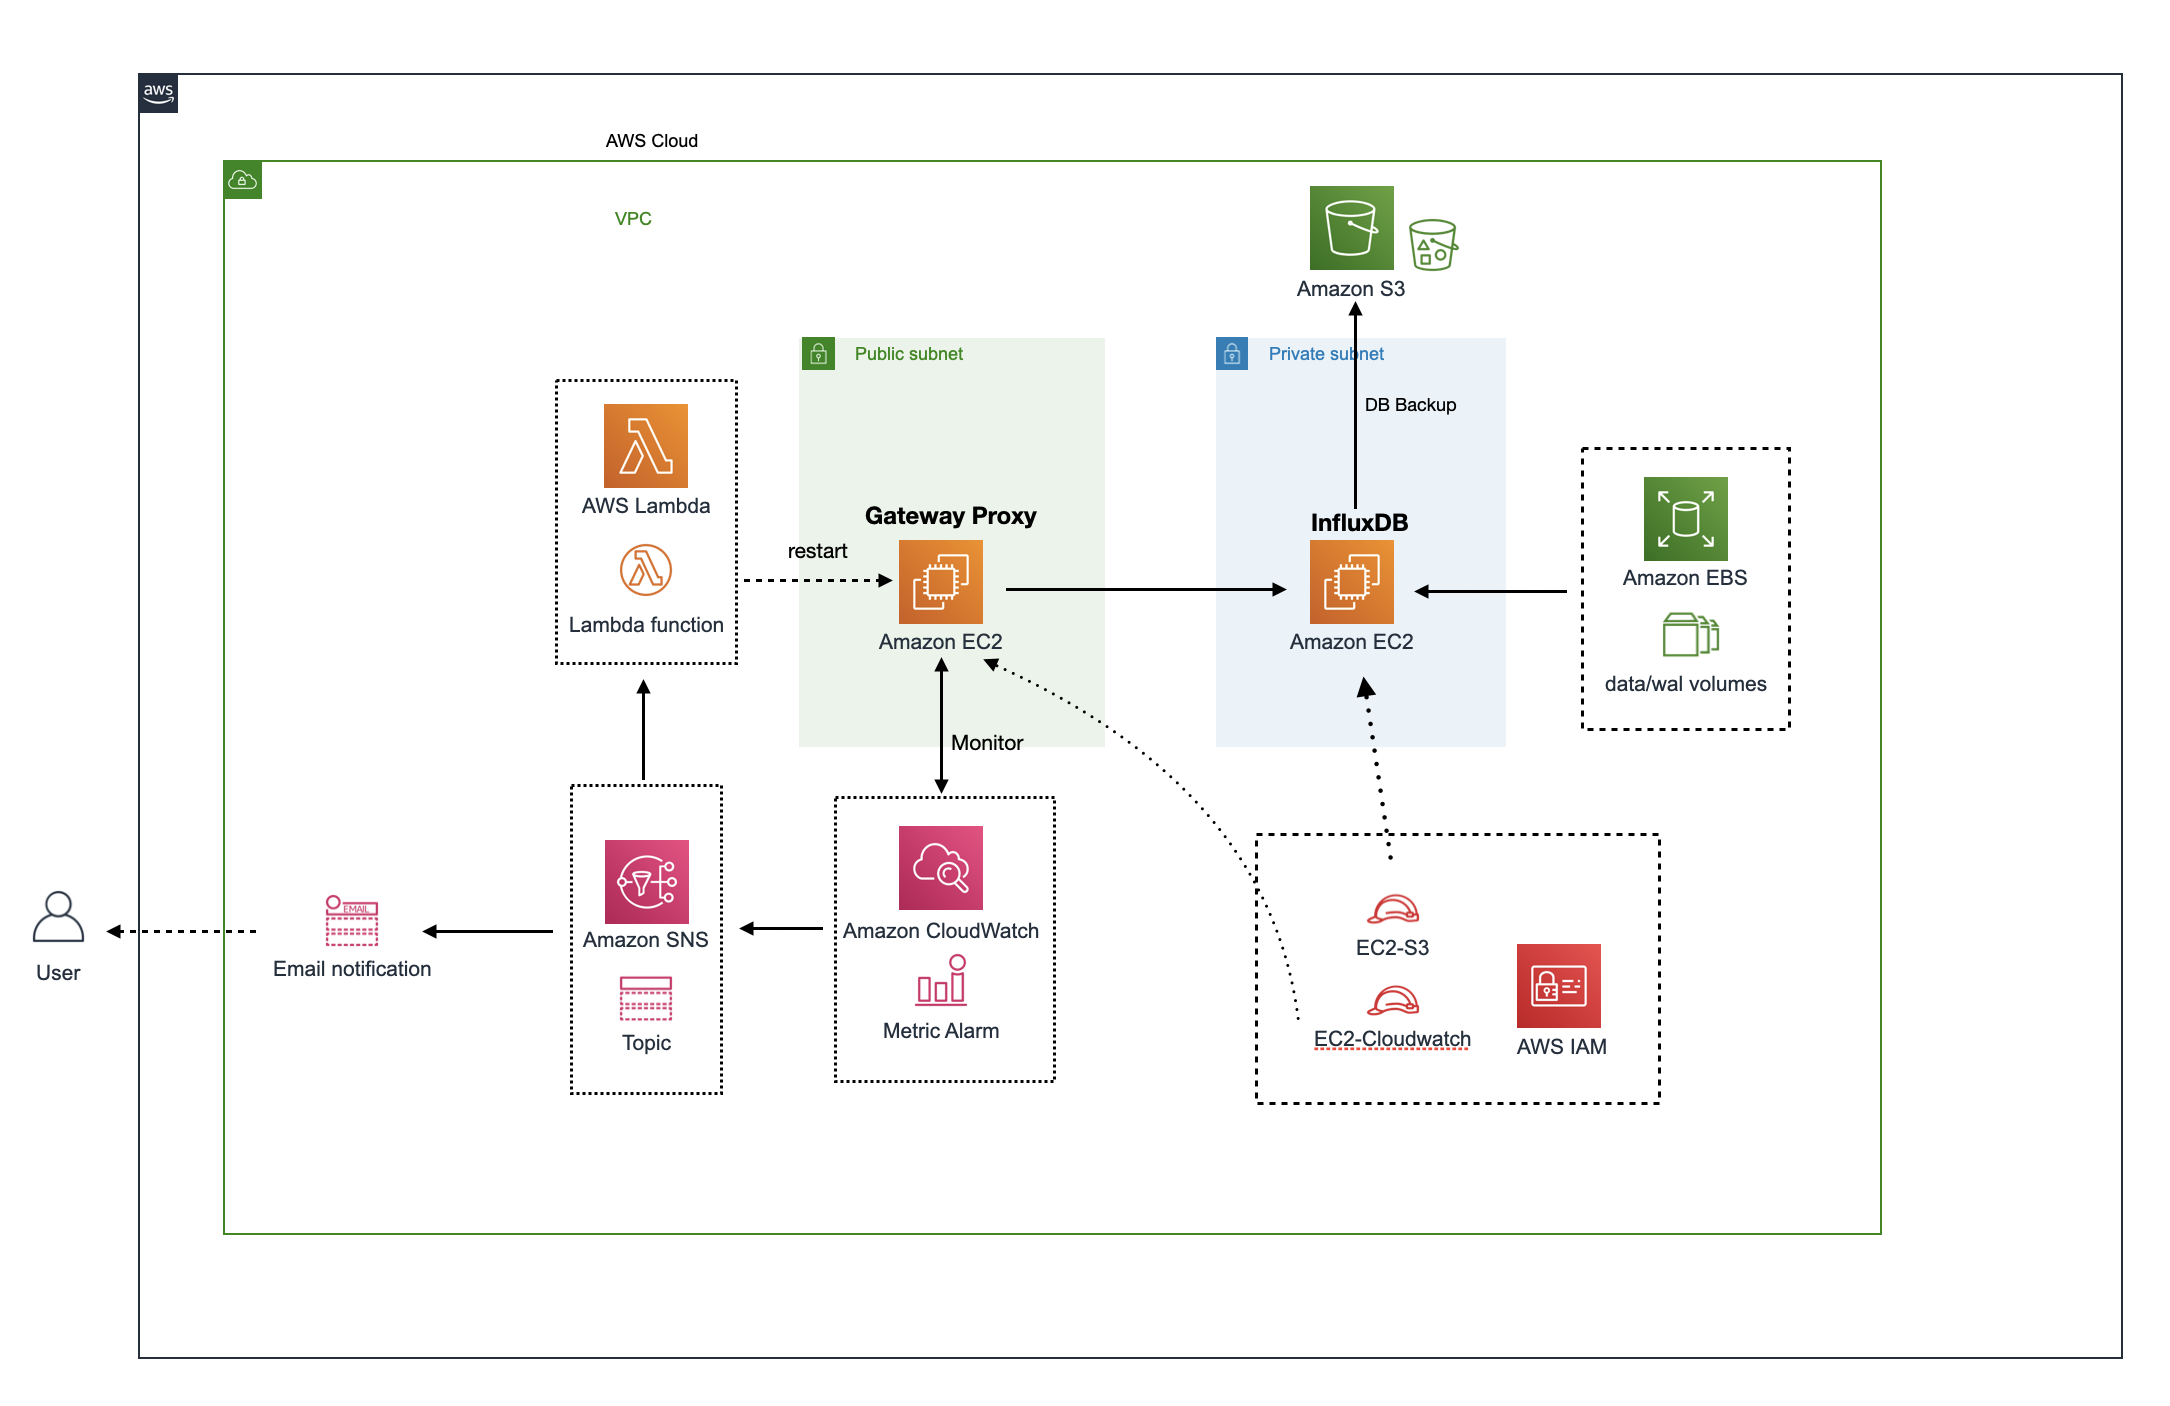 aws
AWS Cloud
VPC
Amazon S3
Public subnet
Private subnet
DB Backup
AWS Lambda
Lambda function
restart
Gateway Proxy
Amazon EC2
InfluxDB
Amazon EC2
Amazon EBS
data/wal volumes
Monitor
User
EMAIL
Email notification
Amazon SNS
Topic
Amazon CloudWatch
Metric Alarm
EC2-S3
EC2-Cloudwatch
AWS IAM